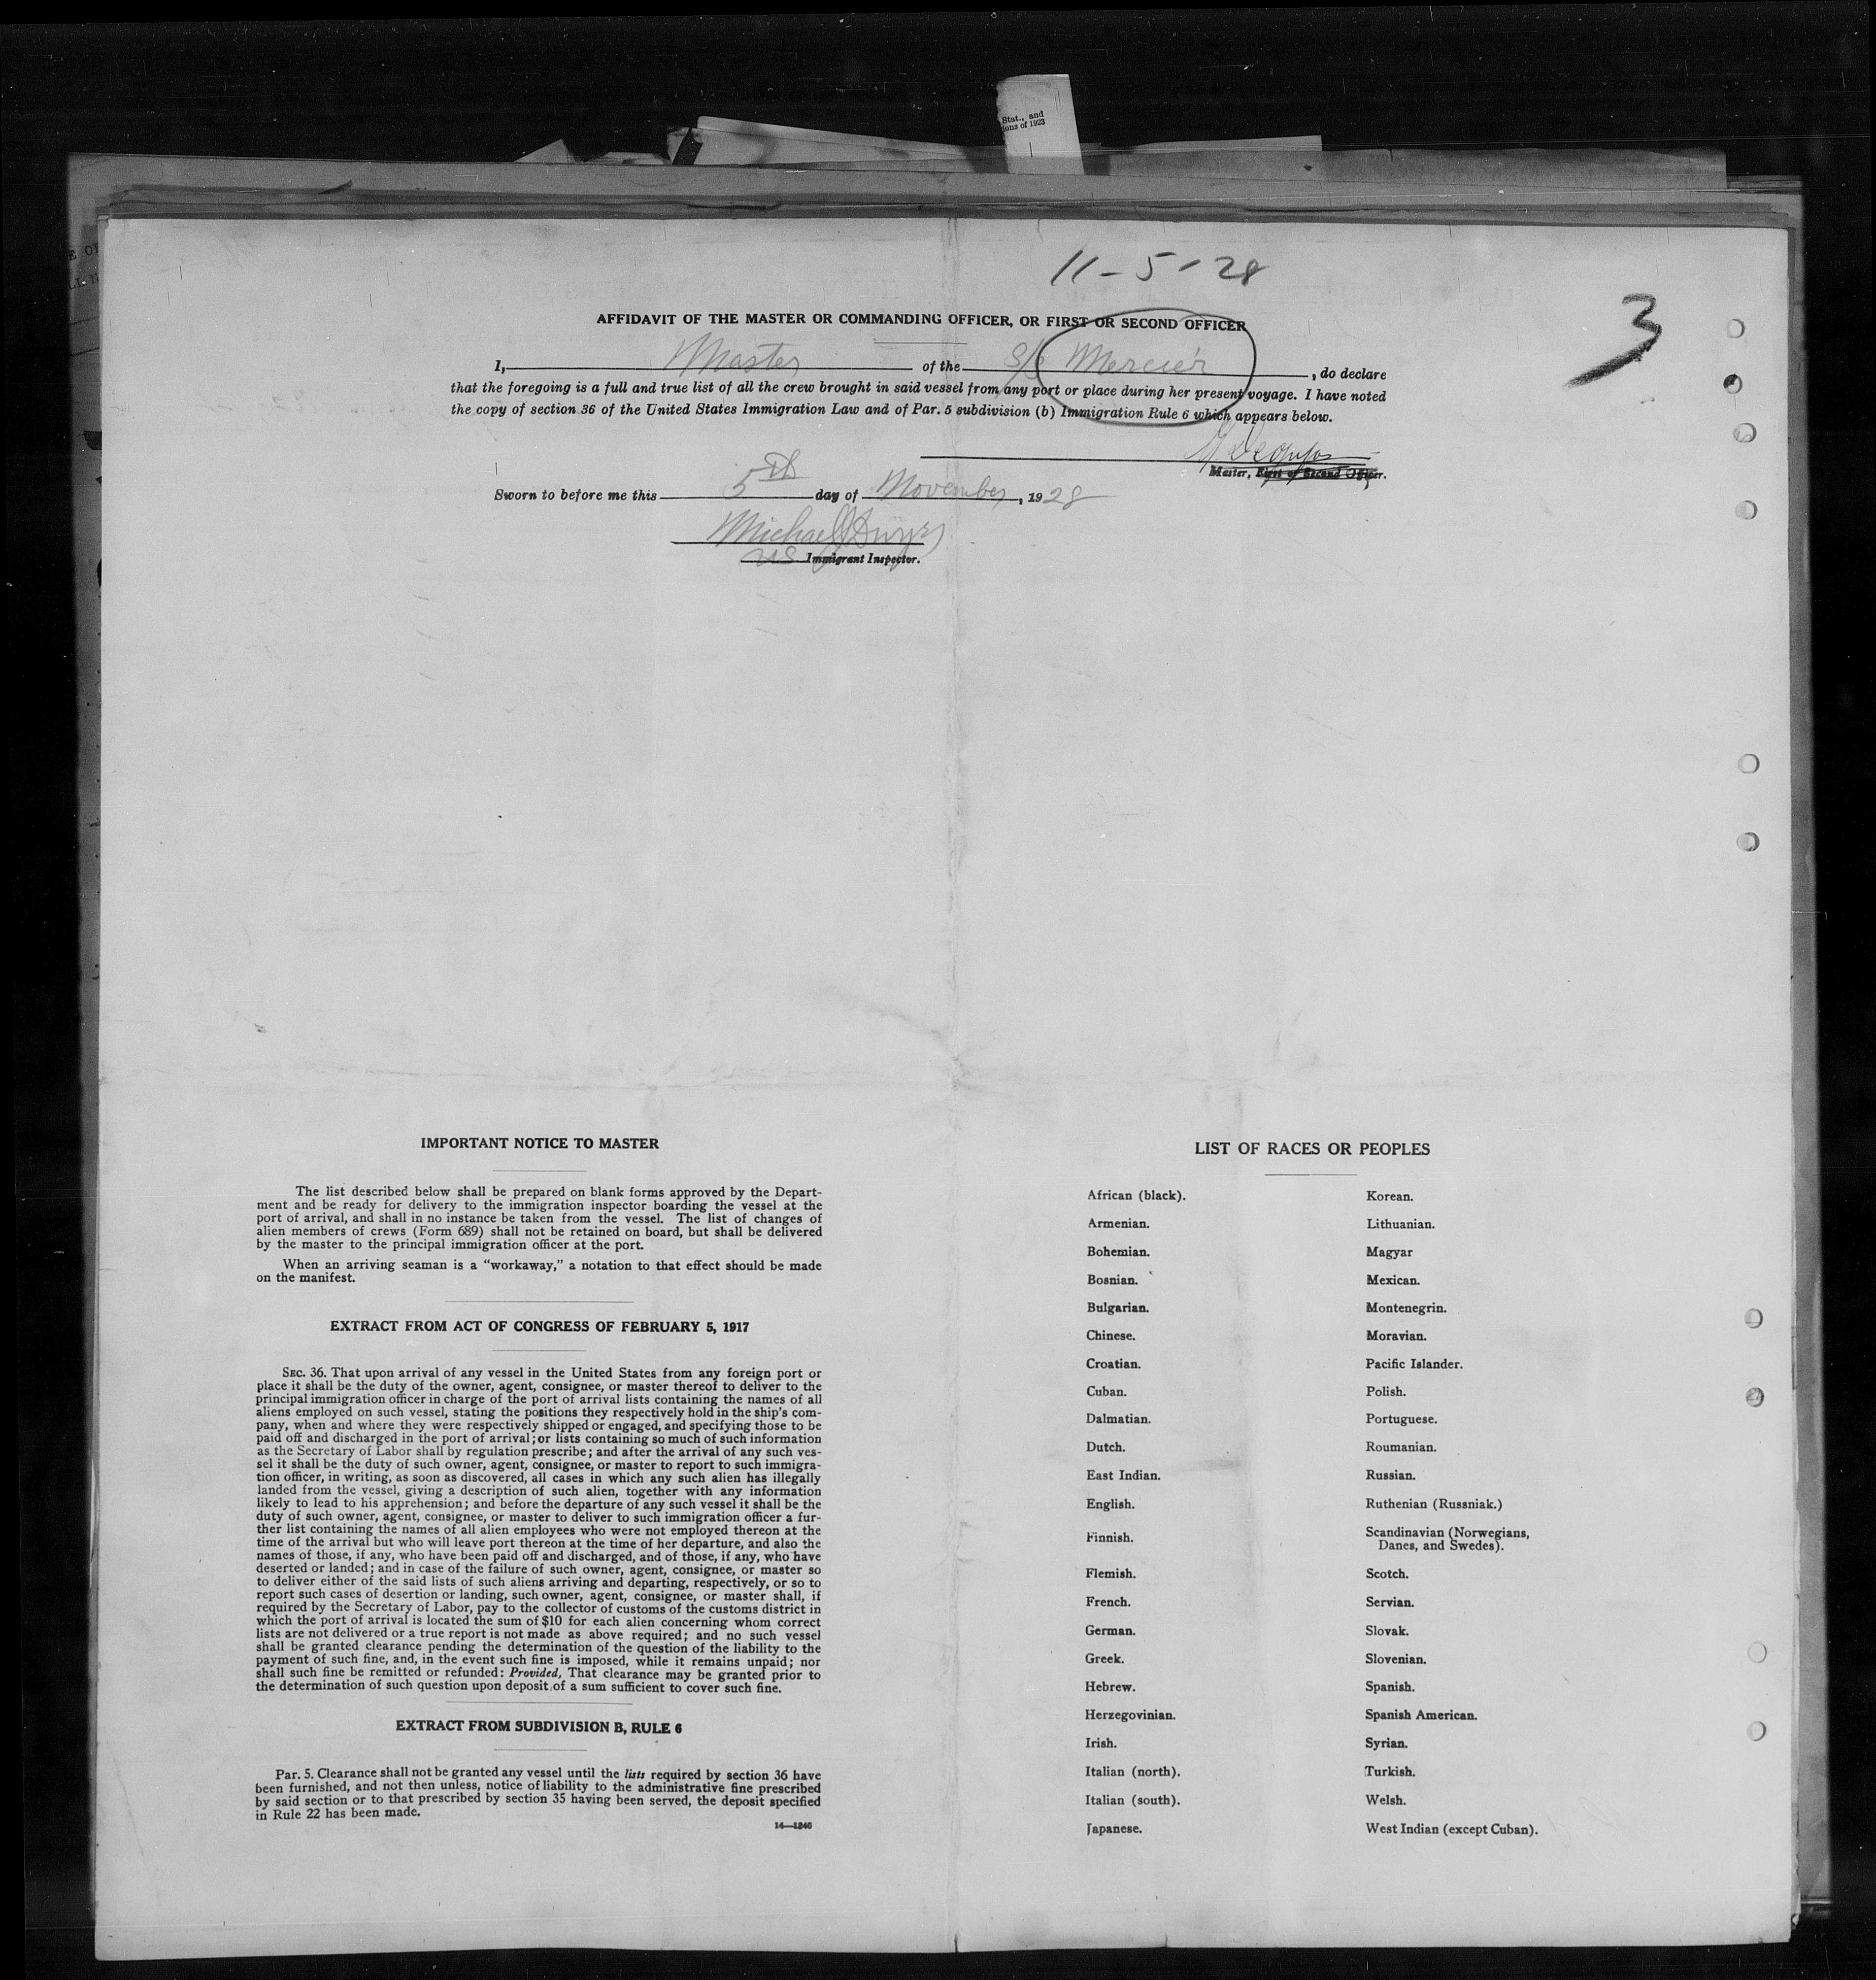 Stat., and
ions of 1923
E OF
LL N
11-5-28
3
AFFIDAVIT OF THE MASTER OR COMMANDING OFFICER, OR FIRST OR SECOND OFFICER
I, Master of the S/S Mercier, do declare
that the foregoing is a full and true list of all the crew brought in said vessel from any port or place during her present voyage. I have noted
the copy of section 36 of the United States Immigration Law and of Par. 5 subdivision (b) Immigration Rule 6 which appears below.
Master, First or Second Officer.
Sworn to before me this 5th day of November, 1928
Michael
US Immigrant Inspector.
IMPORTANT NOTICE TO MASTER
The list described below shall be prepared on blank forms approved by the Depart-
ment and be ready for delivery to the immigration inspector boarding the vessel at the
port of arrival, and shall in no instance be taken from the vessel. The list of changes of
alien members of crews (Form 689) shall not be retained on board, but shall be delivered
by the master to the principal immigration officer at the port.
When an arriving seaman is a "workaway," a notation to that effect should be made
on the manifest.
EXTRACT FROM ACT OF CONGRESS OF FEBRUARY 5, 1917
SEC. 36. That upon arrival of any vessel in the United States from any foreign port or
place it shall be the duty of the owner, agent, consignee, or master thereof to deliver to the
principal immigration officer in charge of the port of arrival lists containing the names of all
aliens employed on such vessel, stating the positions they respectively hold in the ship's com-
pany, when and where they were respectively shipped or engaged, and specifying those to be
paid off and discharged in the port of arrival; or lists containing so much of such information
as the Secretary of Labor shall by regulation prescribe; and after the arrival of any such ves-
sel it shall be the duty of such owner, agent, consignee, or master to report to such immigra-
tion officer, in writing, as soon as discovered, all cases in which any such alien has illegally
landed from the vessel, giving a description of such alien, together with any information
likely to lead to his apprehension; and before the departure of any such vessel it shall be the
duty of such owner, agent, consignee, or master to deliver to such immigration officer a fur-
ther list containing the names of all alien employees who were not employed thereon at the
time of the arrival but who will leave port thereon at the time of her departure, and also the
names of those, if any, who have been paid off and discharged, and of those, if any, who have
deserted or landed; and in case of the failure of such owner, agent, consignee, or master so
to deliver either of the said lists of such aliens arriving and departing, respectively, or so to
report such cases of desertion or landing, such owner, agent, consignee, or master shall, if
required by the Secretary of Labor, pay to the collector of customs of the customs district in
which the port of arrival is located the sum of $10 for each alien concerning whom correct
lists are not delivered or a true report is not made as above required; and no such vessel
shall be granted clearance pending the determination of the question of the liability to the
payment of such fine, and, in the event such fine is imposed, while it remains unpaid; nor
shall such fine be remitted or refunded: Provided, That clearance may be granted prior to
the determination of such question upon deposit of a sum sufficient to cover such fine.
EXTRACT FROM SUBDIVISION B, RULE 6
Par. 5. Clearance shall not be granted any vessel until the lists required by section 36 have
been furnished, and not then unless, notice of liability to the administrative fine prescribed
by said section or to that prescribed by section 35 having been served, the deposit specified
in Rule 22 has been made.
14—1240
LIST OF RACES OR PEOPLES
African (black).
Armenian.
Bohemian.
Bosnian.
Bulgarian.
Chinese.
Croatian.
Cuban.
Dalmatian.
Dutch.
East Indian.
English.
Finnish.
Flemish.
French.
German.
Greek.
Hebrew.
Herzegovinian.
Irish.
Italian (north).
Italian (south).
Japanese.
Korean.
Lithuanian.
Magyar
Mexican.
Montenegrin.
Moravian.
Pacific Islander.
Polish.
Portuguese.
Roumanian.
Russian.
Ruthenian (Russniak.)
Scandinavian (Norwegians,
Danes, and Swedes).
Scotch.
Servian.
Slovak.
Slovenian.
Spanish.
Spanish American.
Syrian.
Turkish.
Welsh.
West Indian (except Cuban).